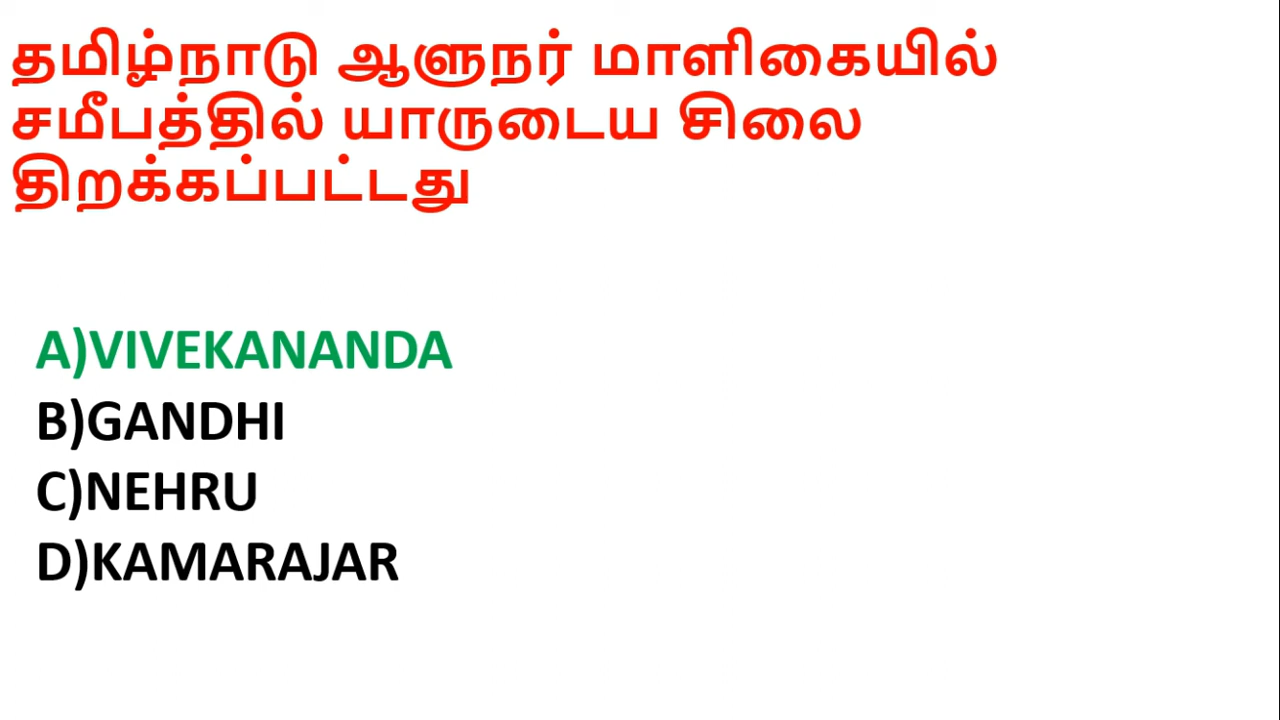 தமிழ்நாடு ஆளுநர் மாளிகையில்
சமீபத்தில் யாருடைய சிலை
திறக்கப்பட்டது
A)VIVEKANANDA
B)GANDHI
C)NEHRU
D)KAMARAJAR